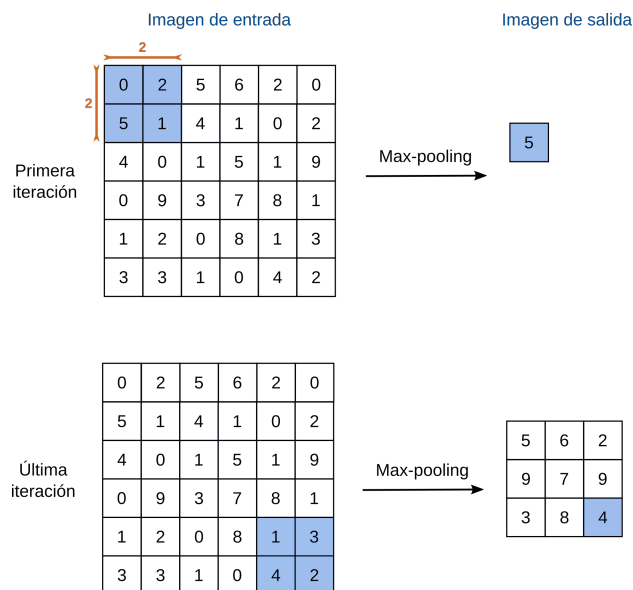 Imagen de entrada
Imagen de salida
2
2
0 2 5 6 2 0
5 1 4 1 0 2
4 0 1 5 1 9
0 9 3 7 8 1
1 2 0 8 1 3
3 3 1 0 4 2
Primera
iteración
Max-pooling
5
0 2 5 6 2 0
5 1 4 1 0 2
4 0 1 5 1 9
0 9 3 7 8 1
1 2 0 8 1 3
3 3 1 0 4 2
Última
iteración
Max-pooling
5 6 2
9 7 9
3 8 4